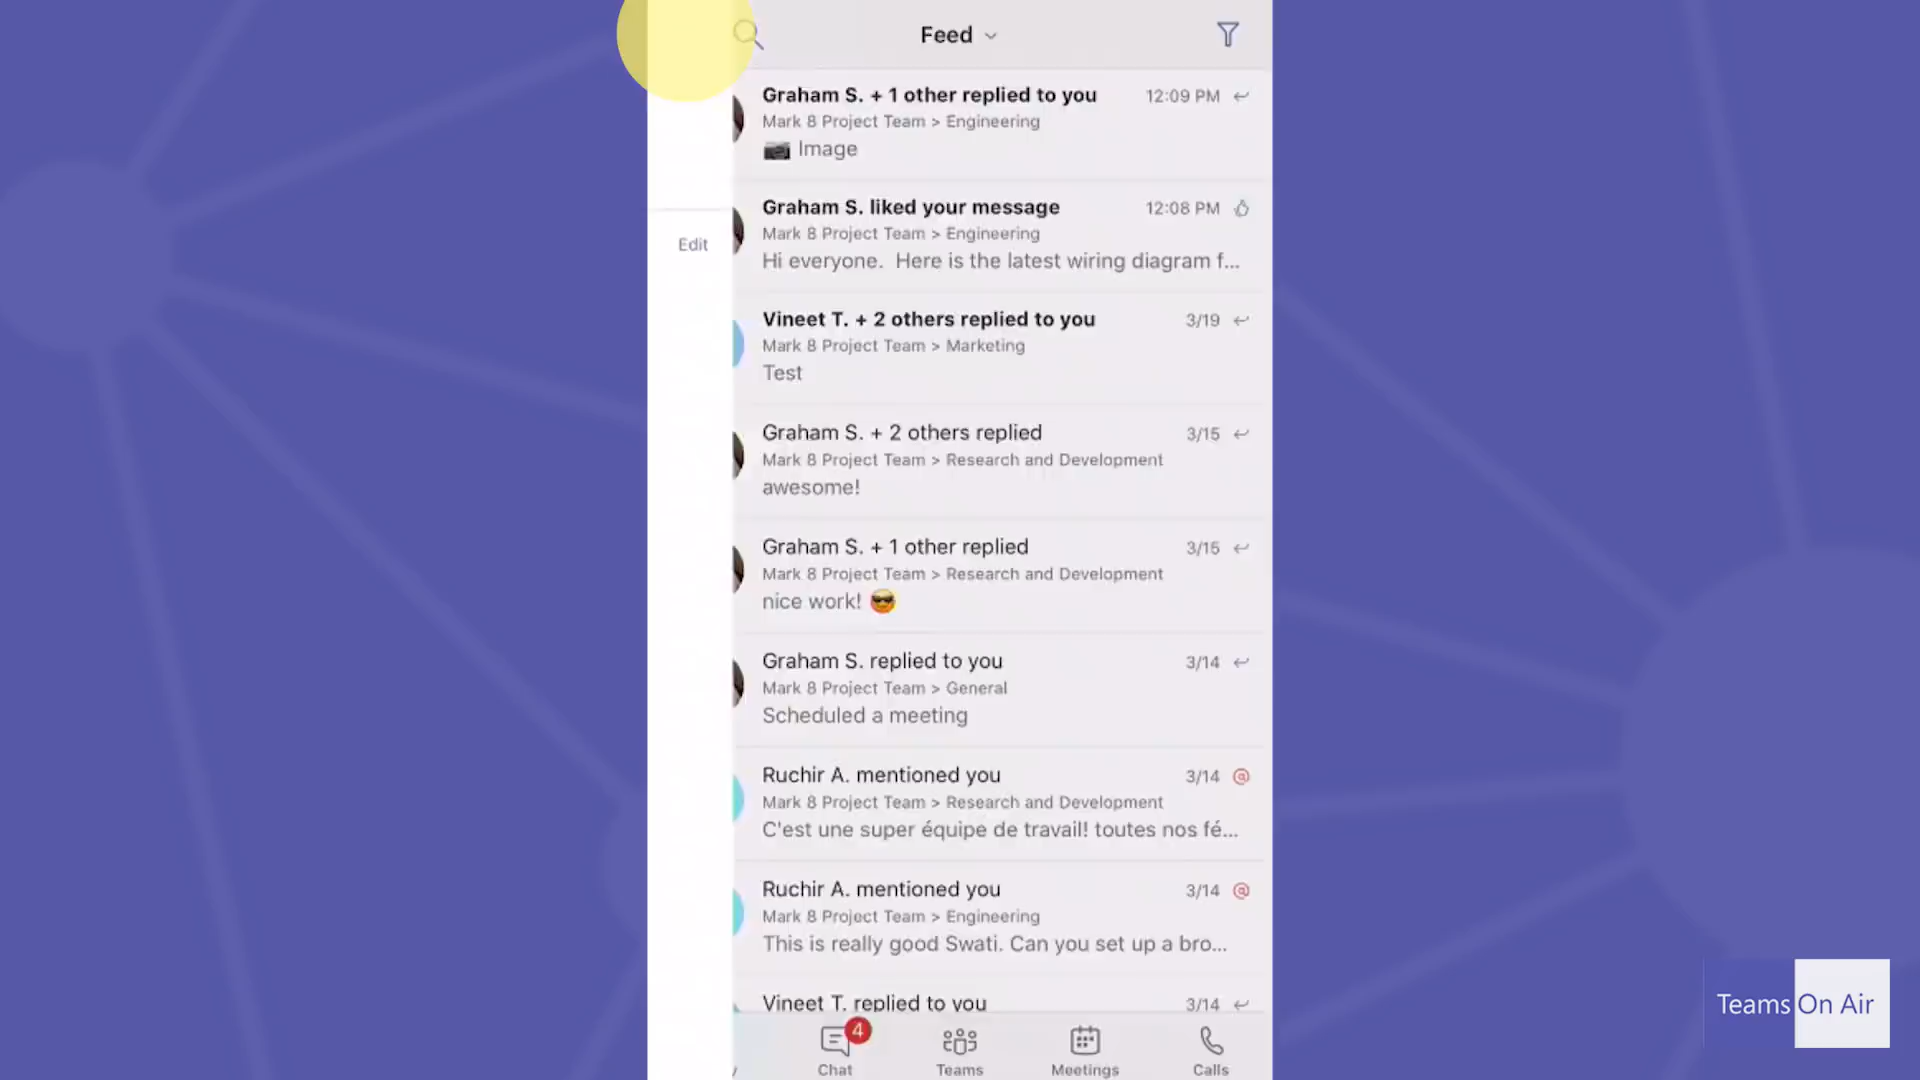 Feed
Graham S. + 1 other replied to you 12:09 PM
Mark 8 Project Team > Engineering
Image
Graham S. liked your message 12:08 PM
Mark 8 Project Team > Engineering
Edit
Hi everyone.  Here is the latest wiring diagram f...
Vineet T. + 2 others replied to you 3/19
Mark 8 Project Team > Marketing
Test
Graham S. + 2 others replied 3/15
Mark 8 Project Team > Research and Development
awesome!
Graham S. + 1 other replied 3/15
Mark 8 Project Team > Research and Development
nice work! 😎
Graham S. replied to you 3/14
Mark 8 Project Team > General
Scheduled a meeting
Ruchir A. mentioned you 3/14 @
Mark 8 Project Team > Research and Development
C'est une super équipe de travail! toutes nos fé...
Ruchir A. mentioned you 3/14 @
Mark 8 Project Team > Engineering
This is really good Swati. Can you set up a bro...
Vineet T. replied to you 3/14
4
Chat Teams Meetings Calls
Teams On Air